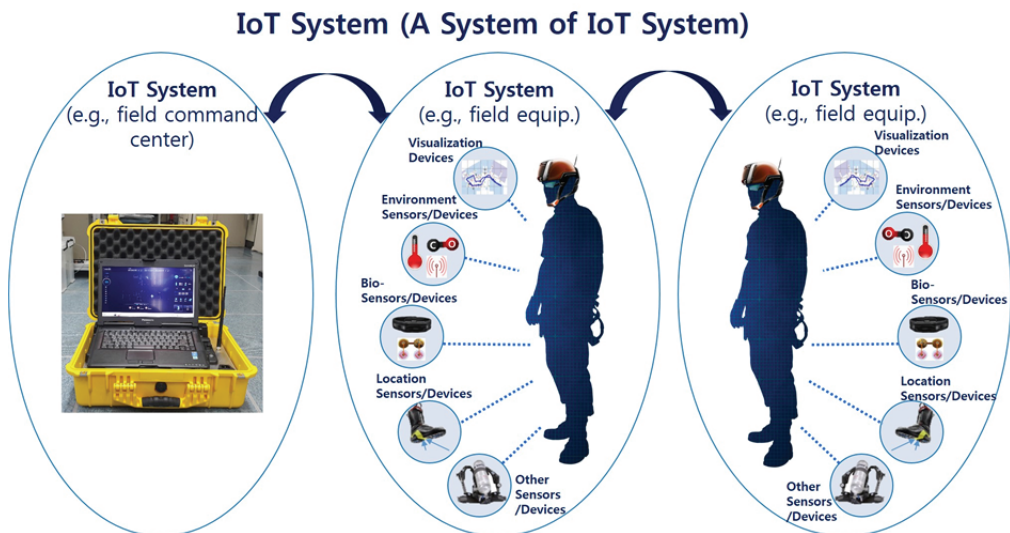 IoT System (A System of IoT System)
IoT System
(e.g., field command
center)
IoT System
(e.g., field equip.)
Visualization
Devices
Environment
Sensors/Devices
Bio-
Sensors/Devices
Location
Sensors/Devices
Other
Sensors
/Devices
IoT System
(e.g., field equip.)
Visualization
Devices
Environment
Sensors/Devices
Bio-
Sensors/Devices
Location
Sensors/Devices
Other
Sensors
/Devices